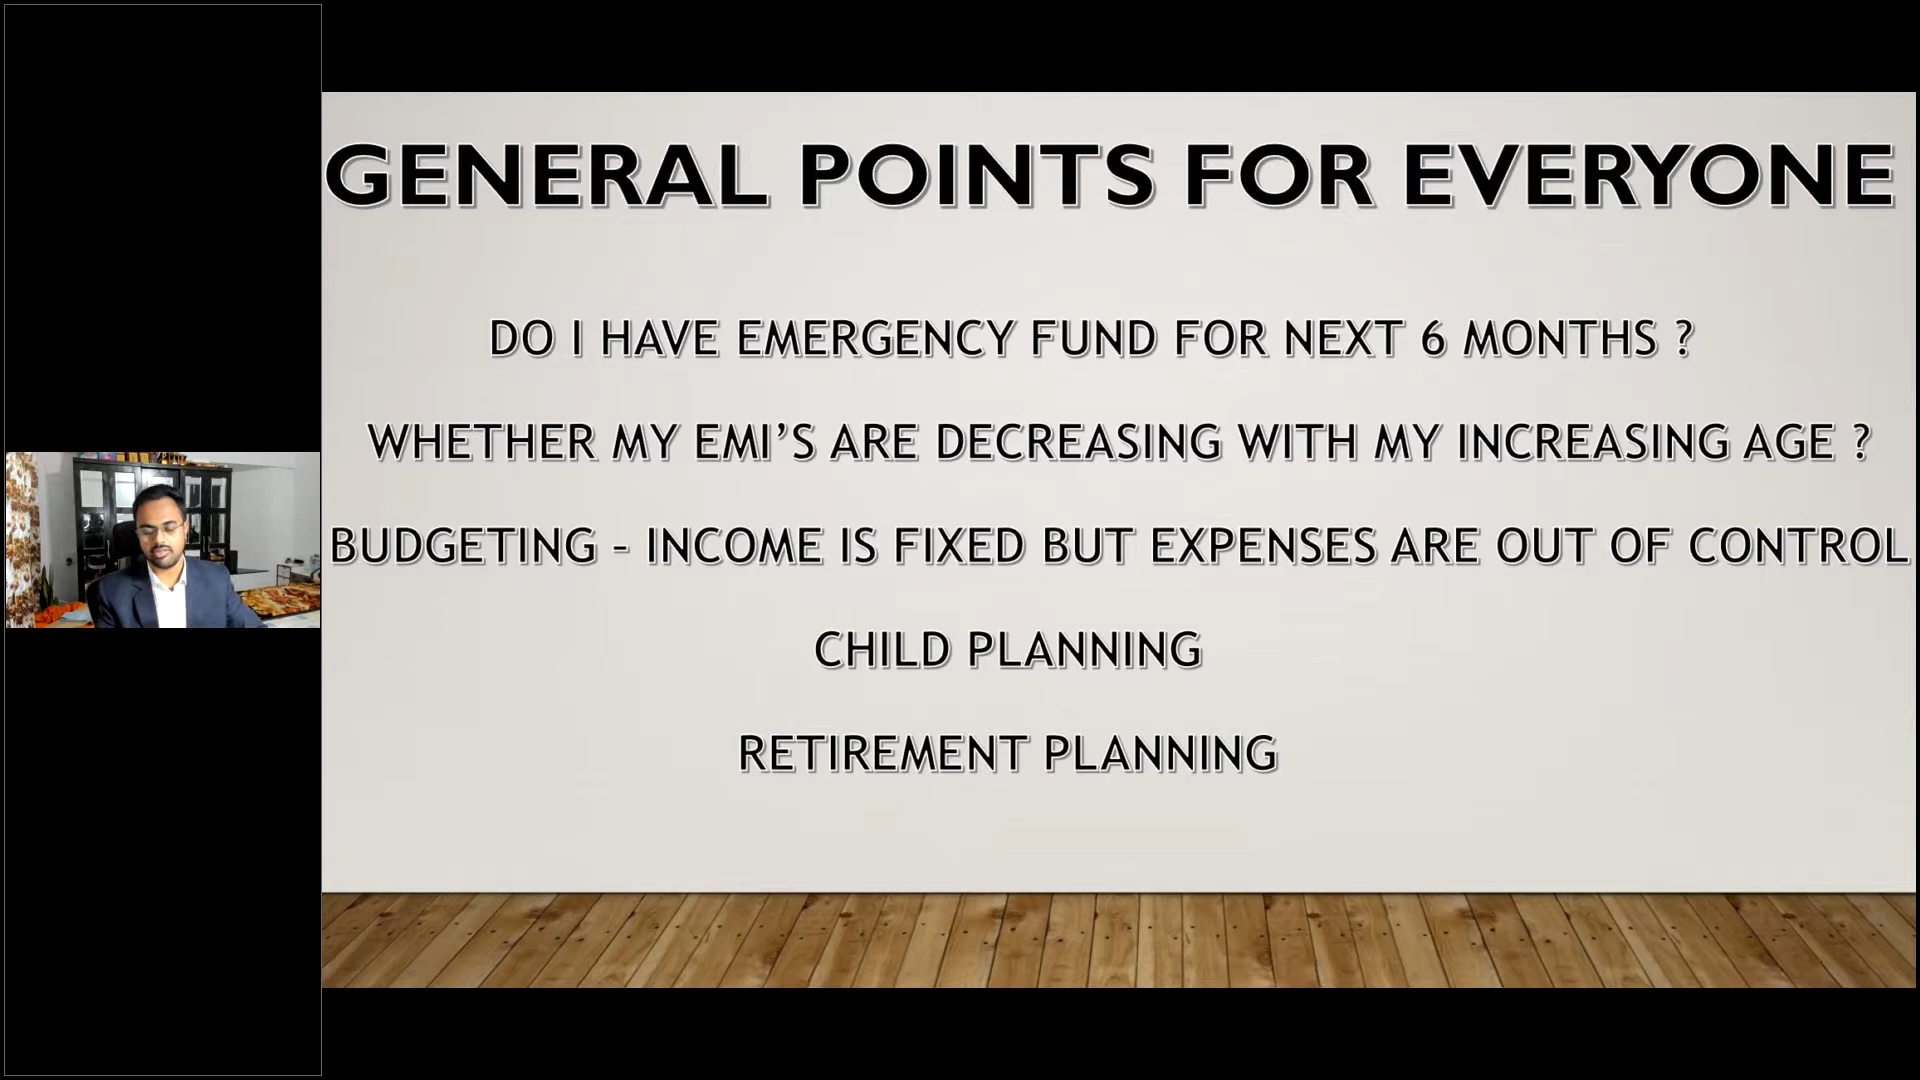 GENERAL POINTS FOR EVERYONE
DO I HAVE EMERGENCY FUND FOR NEXT 6 MONTHS ?
WHETHER MY EMI’S ARE DECREASING WITH MY INCREASING AGE ?
BUDGETING – INCOME IS FIXED BUT EXPENSES ARE OUT OF CONTROL
CHILD PLANNING
RETIREMENT PLANNING